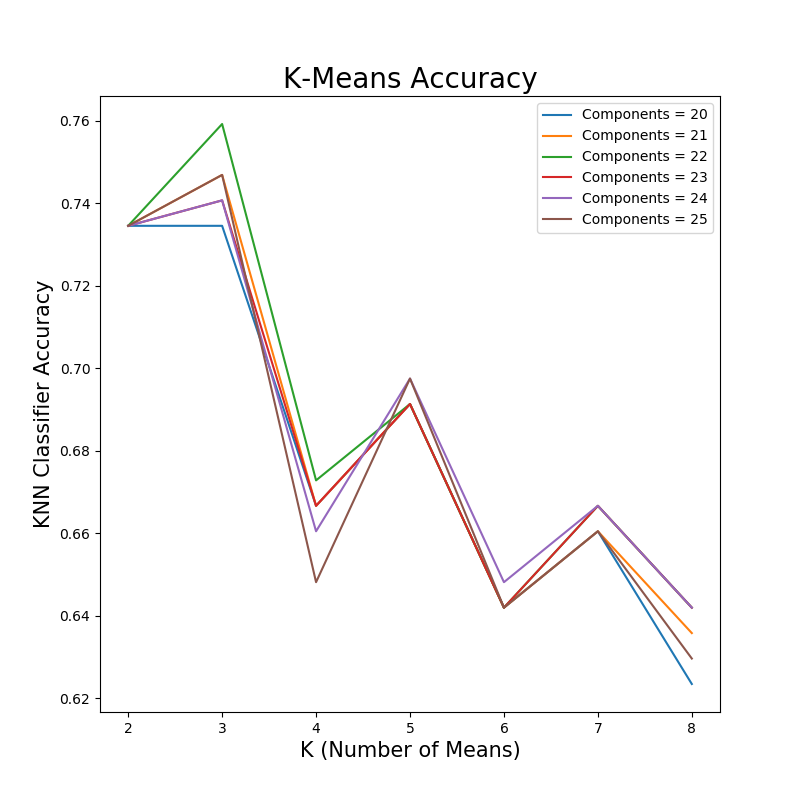 K-Means Accuracy
Components = 20
Components = 21
Components = 22
Components = 23
Components = 24
Components = 25
KNN Classifier Accuracy
0.76
0.74
0.72
0.70
0.68
0.66
0.64
0.62
2 3 4 5 6 7 8
K (Number of Means)